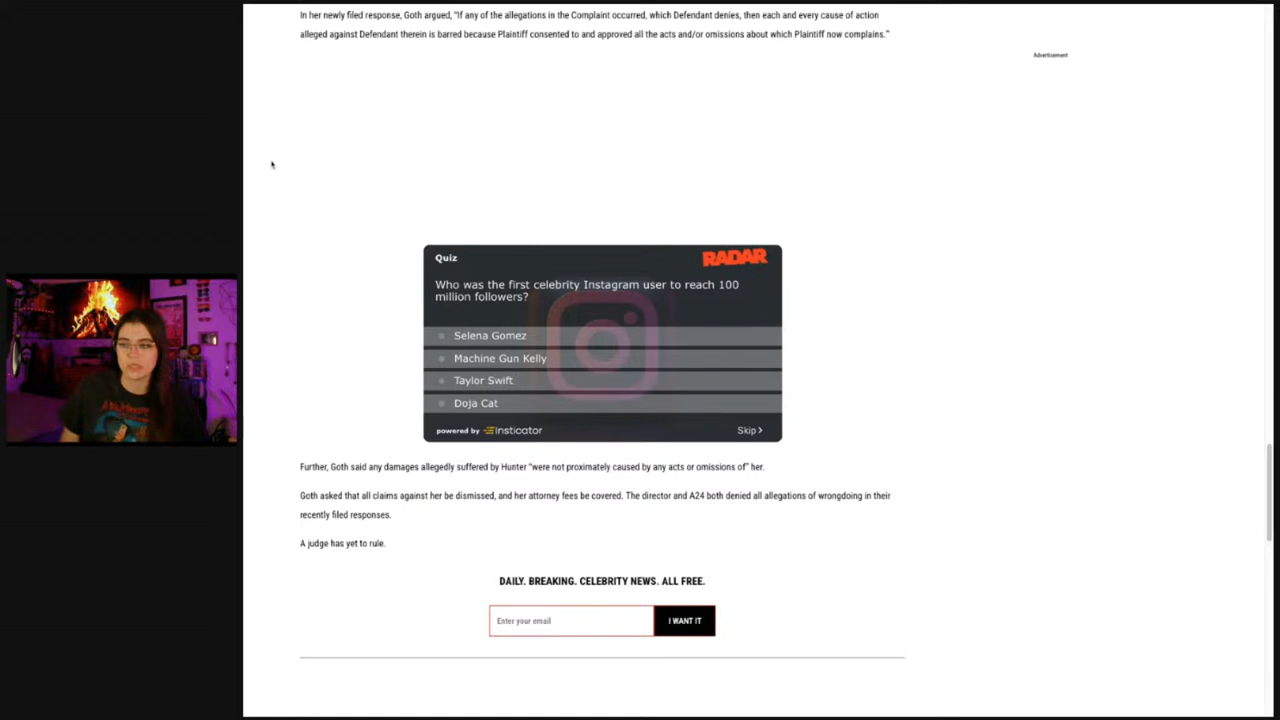 In her newly filed response, Goth argued, “If any of the allegations in the Complaint occurred, which Defendant denies, then each and every cause of action
alleged against Defendant therein is barred because Plaintiff consented to and approved all the acts and/or omissions about which Plaintiff now complains.”
Advertisement
Quiz
RADAR
Who was the first celebrity Instagram user to reach 100
million followers?
Selena Gomez
Machine Gun Kelly
Taylor Swift
Doja Cat
powered by Insticator
Skip >
Further, Goth said any damages allegedly suffered by Hunter “were not proximately caused by any acts or omissions of” her.
Goth asked that all claims against her be dismissed, and her attorney fees be covered. The director and A24 both denied all allegations of wrongdoing in their
recently filed responses.
A judge has yet to rule.
DAILY. BREAKING. CELEBRITY NEWS. ALL FREE.
Enter your email
I WANT IT